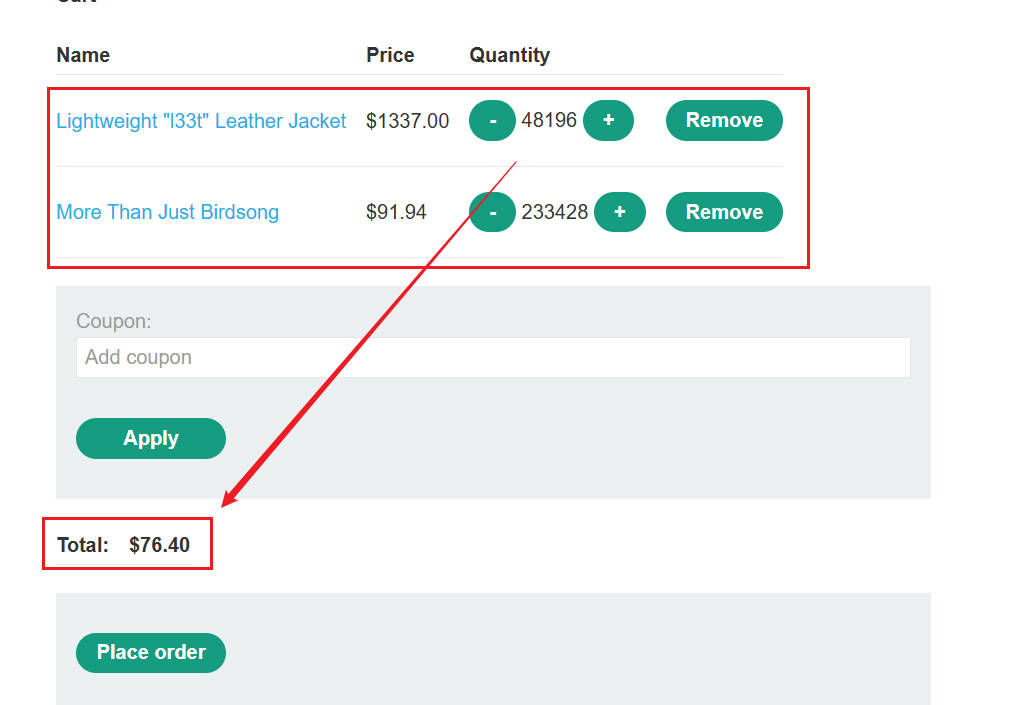 Name Price Quantity
Lightweight "l33t" Leather Jacket $1337.00 - 48196 + Remove
More Than Just Birdsong $91.94 - 233428 + Remove
Coupon:
Add coupon
Apply
Total: $76.40
Place order